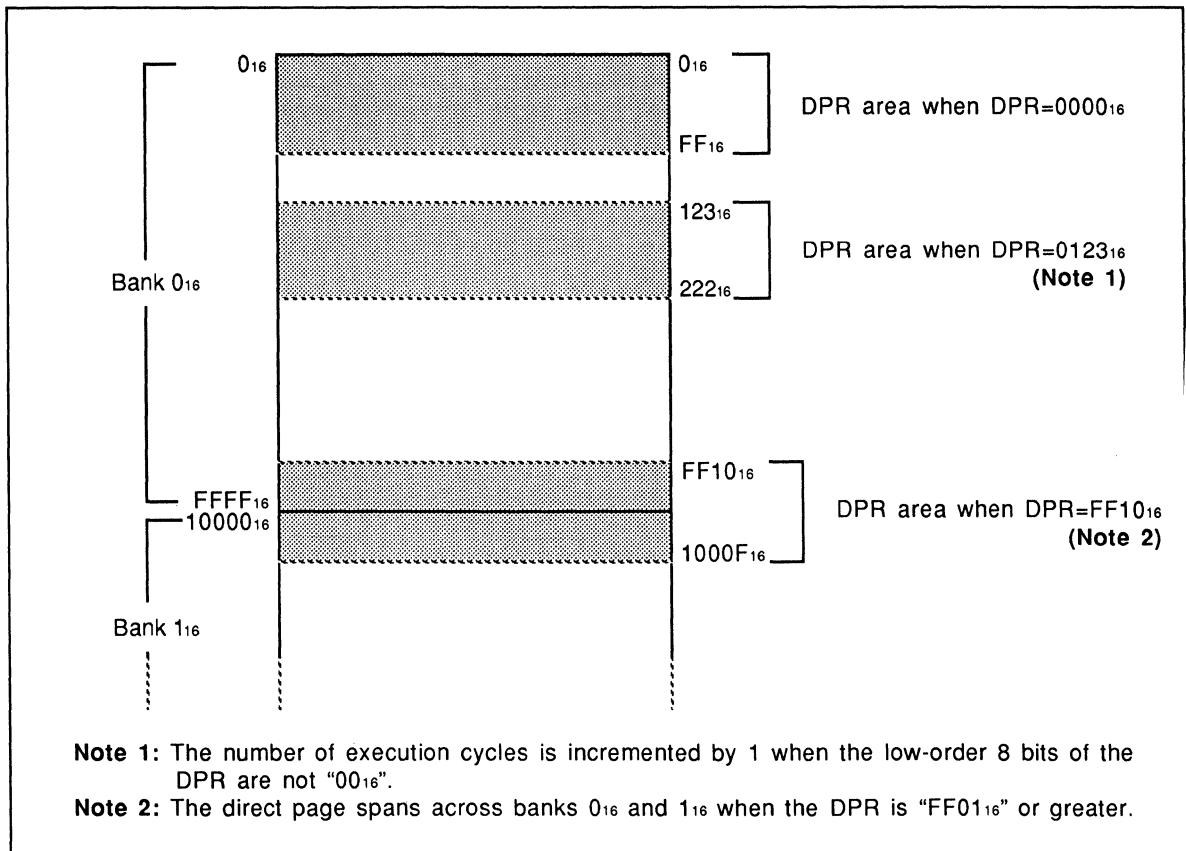 0₁₆ 0₁₆
DPR area when DPR=0000₁₆
FF₁₆
123₁₆
DPR area when DPR=0123₁₆
(Note 1)
Bank 0₁₆
222₁₆
FF10₁₆
FFFF₁₆
DPR area when DPR=FF10₁₆
10000₁₆
(Note 2)
1000F₁₆
Bank 1₁₆
Note 1: The number of execution cycles is incremented by 1 when the low-order 8 bits of the
DPR are not “00₁₆”.
Note 2: The direct page spans across banks 0₁₆ and 1₁₆ when the DPR is “FF01₁₆” or greater.